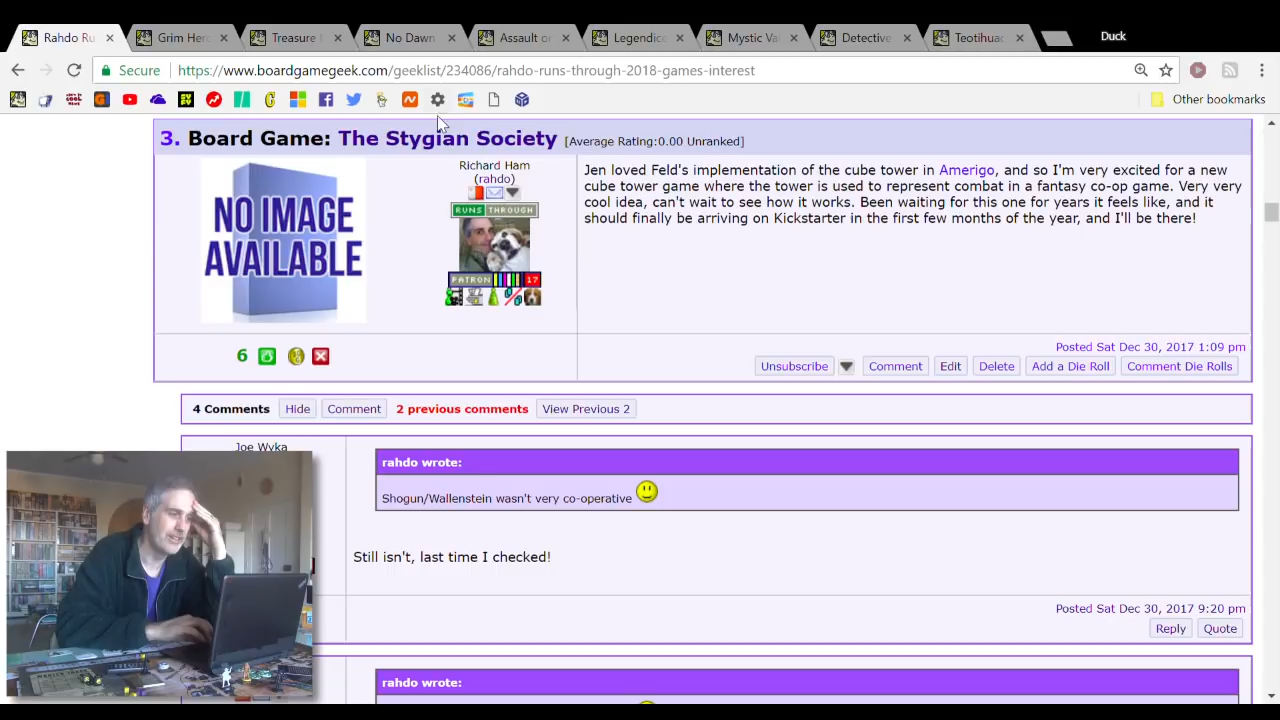 Rahdo Ru
Grim Her
Treasure
No Dawn
Assault or
Legendic
Mystic Va
Detective
Teotihuac
Duck
Secure
https://www.boardgamegeek.com/geeklist/234086/rahdo-runs-through-2018-games-interest
Other bookmarks
3. Board Game: The Stygian Society [Average Rating:0.00 Unranked]
NO IMAGE
AVAILABLE
Richard Ham
(rahdo)
RUNS THROUGH
PATRON 17
Jen loved Feld's implementation of the cube tower in Amerigo, and so I'm very excited for a new
cube tower game where the tower is used to represent combat in a fantasy co-op game. Very very
cool idea, can't wait to see how it works. Been waiting for this one for years it feels like, and it
should finally be arriving on Kickstarter in the first few months of the year, and I'll be there!
6
Posted Sat Dec 30, 2017 1:09 pm
Unsubscribe Comment Edit Delete Add a Die Roll Comment Die Rolls
4 Comments Hide Comment 2 previous comments View Previous 2
Joe Wyka
rahdo wrote:
Shogun/Wallenstein wasn't very co-operative
Still isn't, last time I checked!
Posted Sat Dec 30, 2017 9:20 pm
Reply Quote
rahdo wrote: